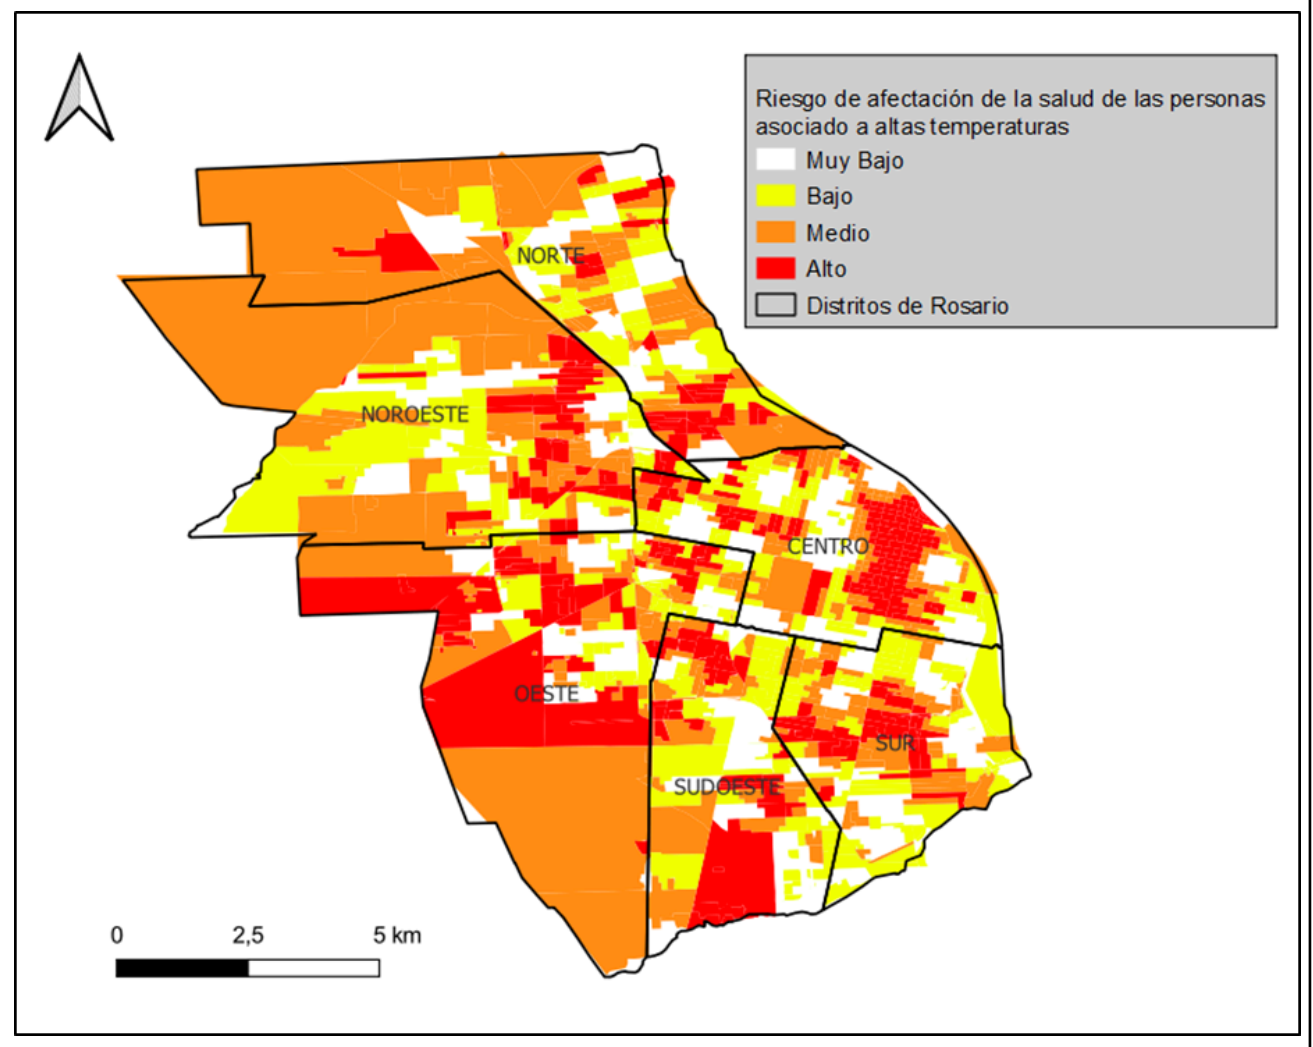 Riesgo de afectación de la salud de las personas
asociado a altas temperaturas
Muy Bajo
Bajo
Medio
Alto
Distritos de Rosario
NORTE
NOROESTE
CENTRO
OESTE
SUR
SUDOESTE
0 2,5 5 km